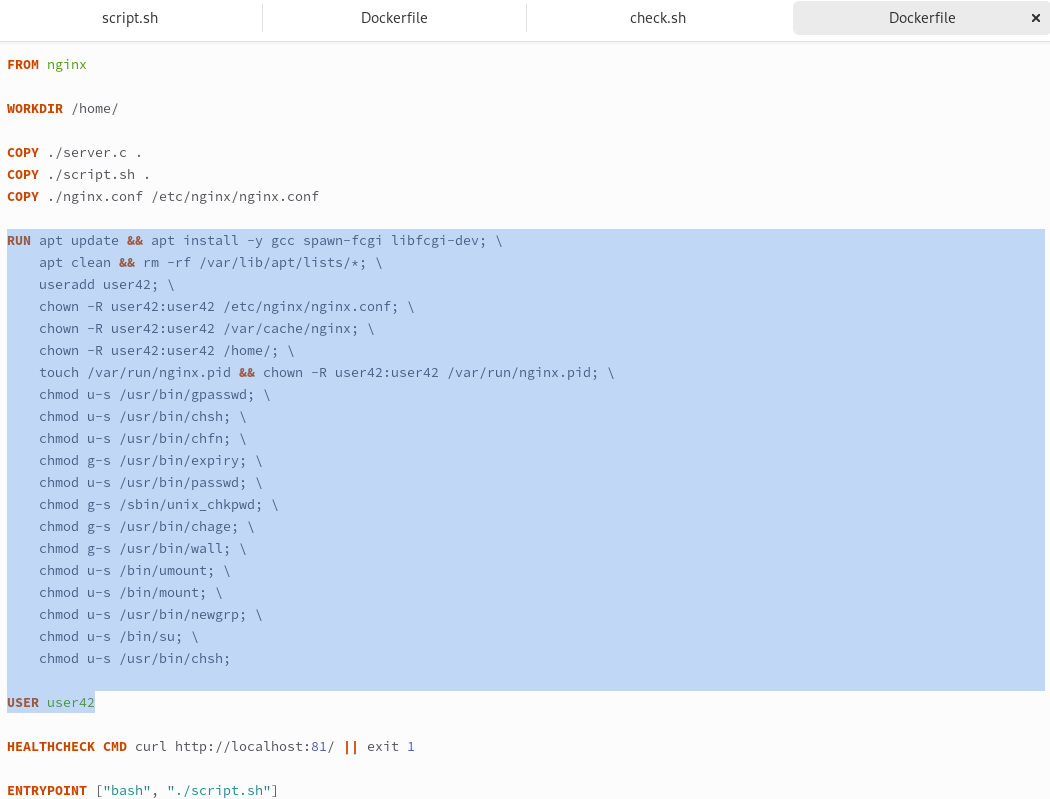 script.sh Dockerfile check.sh Dockerfile ×
FROM nginx
WORKDIR /home/
COPY ./server.c .
COPY ./script.sh .
COPY ./nginx.conf /etc/nginx/nginx.conf
RUN apt update && apt install -y gcc spawn-fcgi libfcgi-dev; \
    apt clean && rm -rf /var/lib/apt/lists/*; \
    useradd user42; \
    chown -R user42:user42 /etc/nginx/nginx.conf; \
    chown -R user42:user42 /var/cache/nginx; \
    chown -R user42:user42 /home/; \
    touch /var/run/nginx.pid && chown -R user42:user42 /var/run/nginx.pid; \
    chmod u-s /usr/bin/gpasswd; \
    chmod u-s /usr/bin/chsh; \
    chmod u-s /usr/bin/chfn; \
    chmod g-s /usr/bin/expiry; \
    chmod u-s /usr/bin/passwd; \
    chmod g-s /sbin/unix_chkpwd; \
    chmod g-s /usr/bin/chage; \
    chmod g-s /usr/bin/wall; \
    chmod u-s /bin/umount; \
    chmod u-s /bin/mount; \
    chmod u-s /usr/bin/newgrp; \
    chmod u-s /bin/su; \
    chmod u-s /usr/bin/chsh;
USER user42
HEALTHCHECK CMD curl http://localhost:81/ || exit 1
ENTRYPOINT ["bash", "./script.sh"]